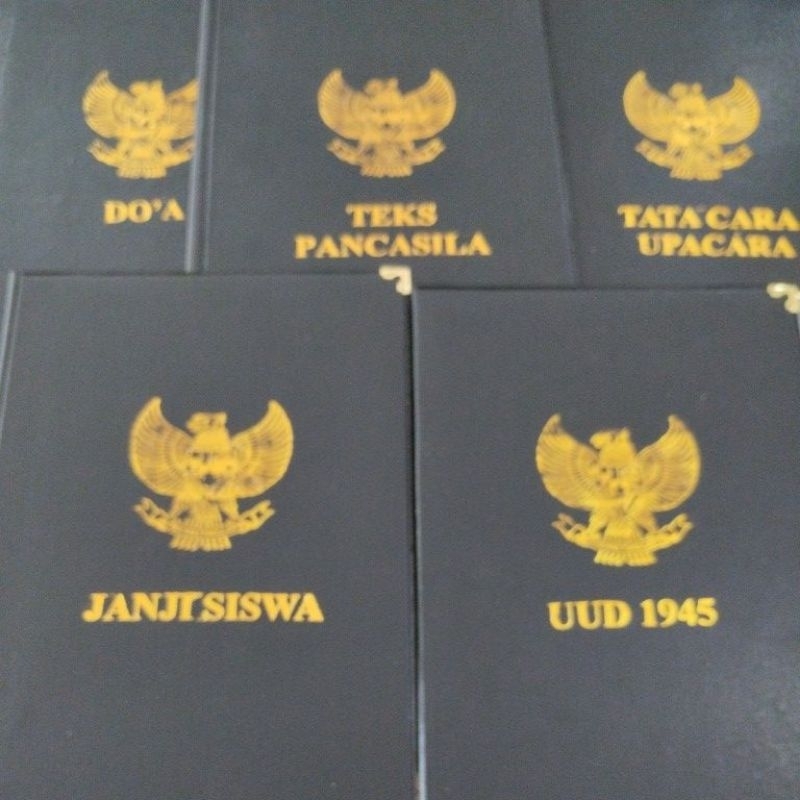 DO'A
TEKS
PANCASILA
TATA CARA
UPACARA
JANJI SISWA
UUD 1945